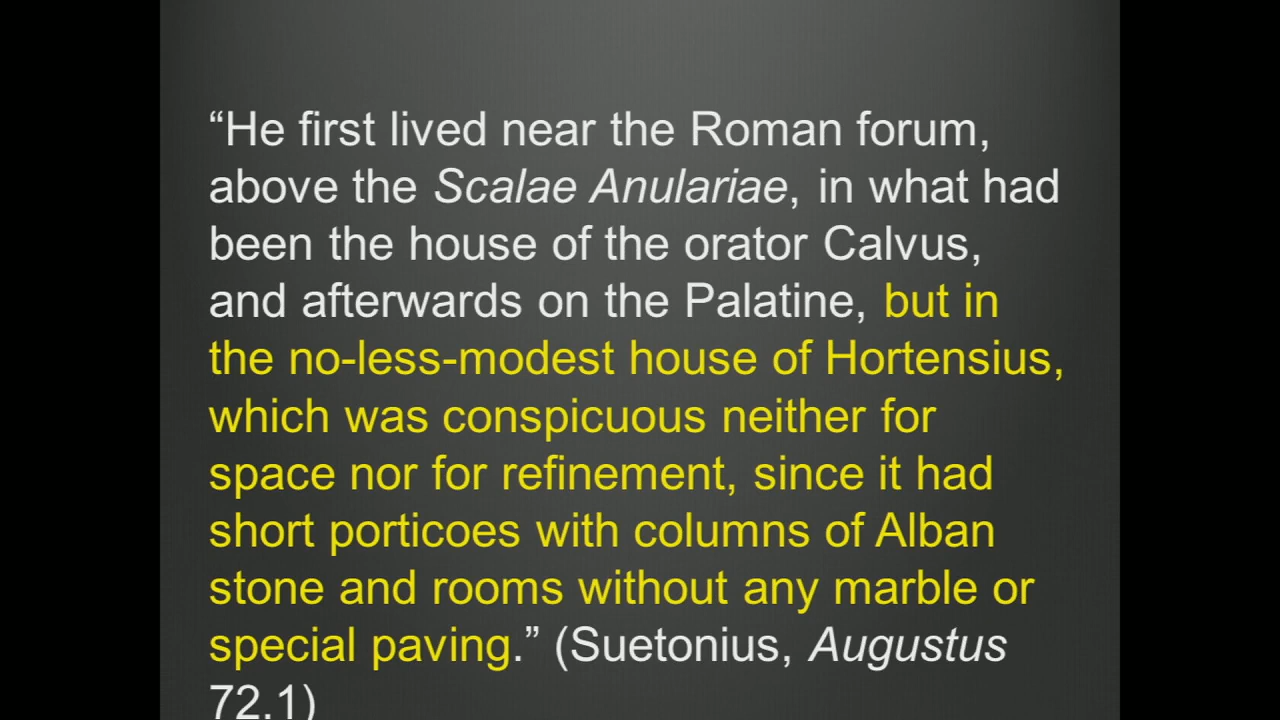 “He first lived near the Roman forum,
above the Scalae Anulariae, in what had
been the house of the orator Calvus,
and afterwards on the Palatine, but in
the no-less-modest house of Hortensius,
which was conspicuous neither for
space nor for refinement, since it had
short porticoes with columns of Alban
stone and rooms without any marble or
special paving.” (Suetonius, Augustus
72.1)